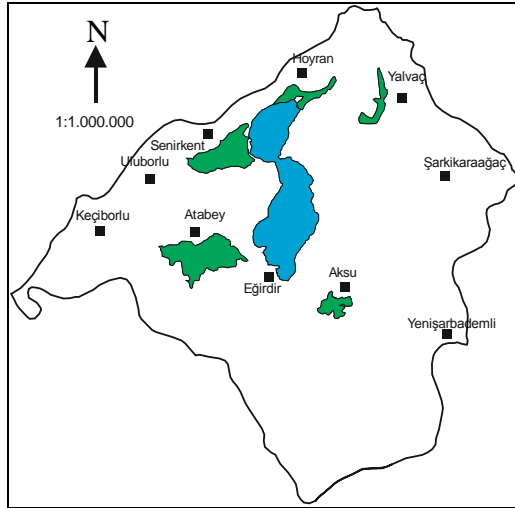 N
1:1.000.000
Hoyran
Yalvaç
Senirkent
Uluborlu
Şarkikaraağaç
Keçiborlu
Atabey
Eğirdir
Aksu
Yenişarbademli